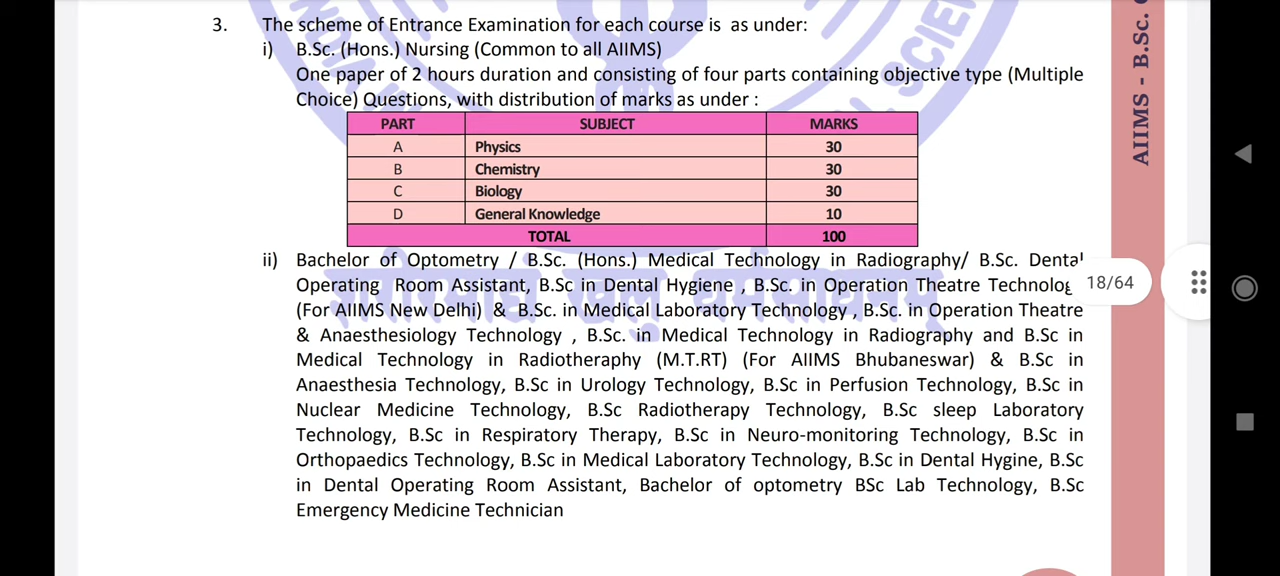 3. The scheme of Entrance Examination for each course is as under:
i) B.Sc. (Hons.) Nursing (Common to all AIIMS)
One paper of 2 hours duration and consisting of four parts containing objective type (Multiple
Choice) Questions, with distribution of marks as under :
PART SUBJECT MARKS
A Physics 30
B Chemistry 30
C Biology 30
D General Knowledge 10
TOTAL 100
ii) Bachelor of Optometry / B.Sc. (Hons.) Medical Technology in Radiography/ B.Sc. Dental
Operating Room Assistant, B.Sc in Dental Hygiene , B.Sc. in Operation Theatre Technolog
(For AIIMS New Delhi) & B.Sc. in Medical Laboratory Technology , B.Sc. in Operation Theatre
& Anaesthesiology Technology , B.Sc. in Medical Technology in Radiography and B.Sc in
Medical Technology in Radiotheraphy (M.T.RT) (For AIIMS Bhubaneswar) & B.Sc in
Anaesthesia Technology, B.Sc in Urology Technology, B.Sc in Perfusion Technology, B.Sc in
Nuclear Medicine Technology, B.Sc Radiotherapy Technology, B.Sc sleep Laboratory
Technology, B.Sc in Respiratory Therapy, B.Sc in Neuro-monitoring Technology, B.Sc in
Orthopaedics Technology, B.Sc in Medical Laboratory Technology, B.Sc in Dental Hygine, B.Sc
in Dental Operating Room Assistant, Bachelor of optometry BSc Lab Technology, B.Sc
Emergency Medicine Technician
AIIMS - B.Sc.
18/64